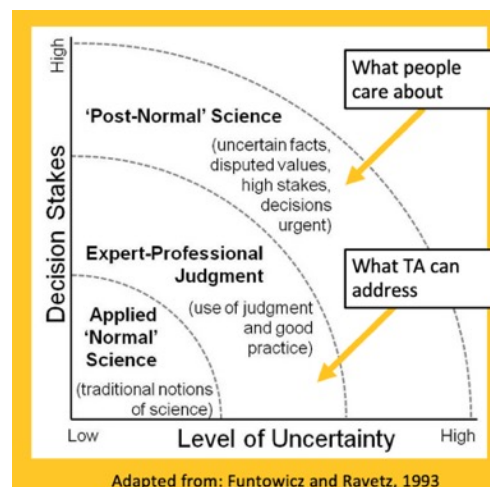 High
What people
care about
'Post-Normal' Science
(uncertain facts,
disputed values,
high stakes,
decisions
urgent)
Decision Stakes
Expert-Professional
Judgment
(use of judgment
and good
practice)
What TA can
address
Applied
'Normal'
Science
(traditional notions
of science)
Low
Level of Uncertainty
High
Adapted from: Funtowicz and Ravetz, 1993